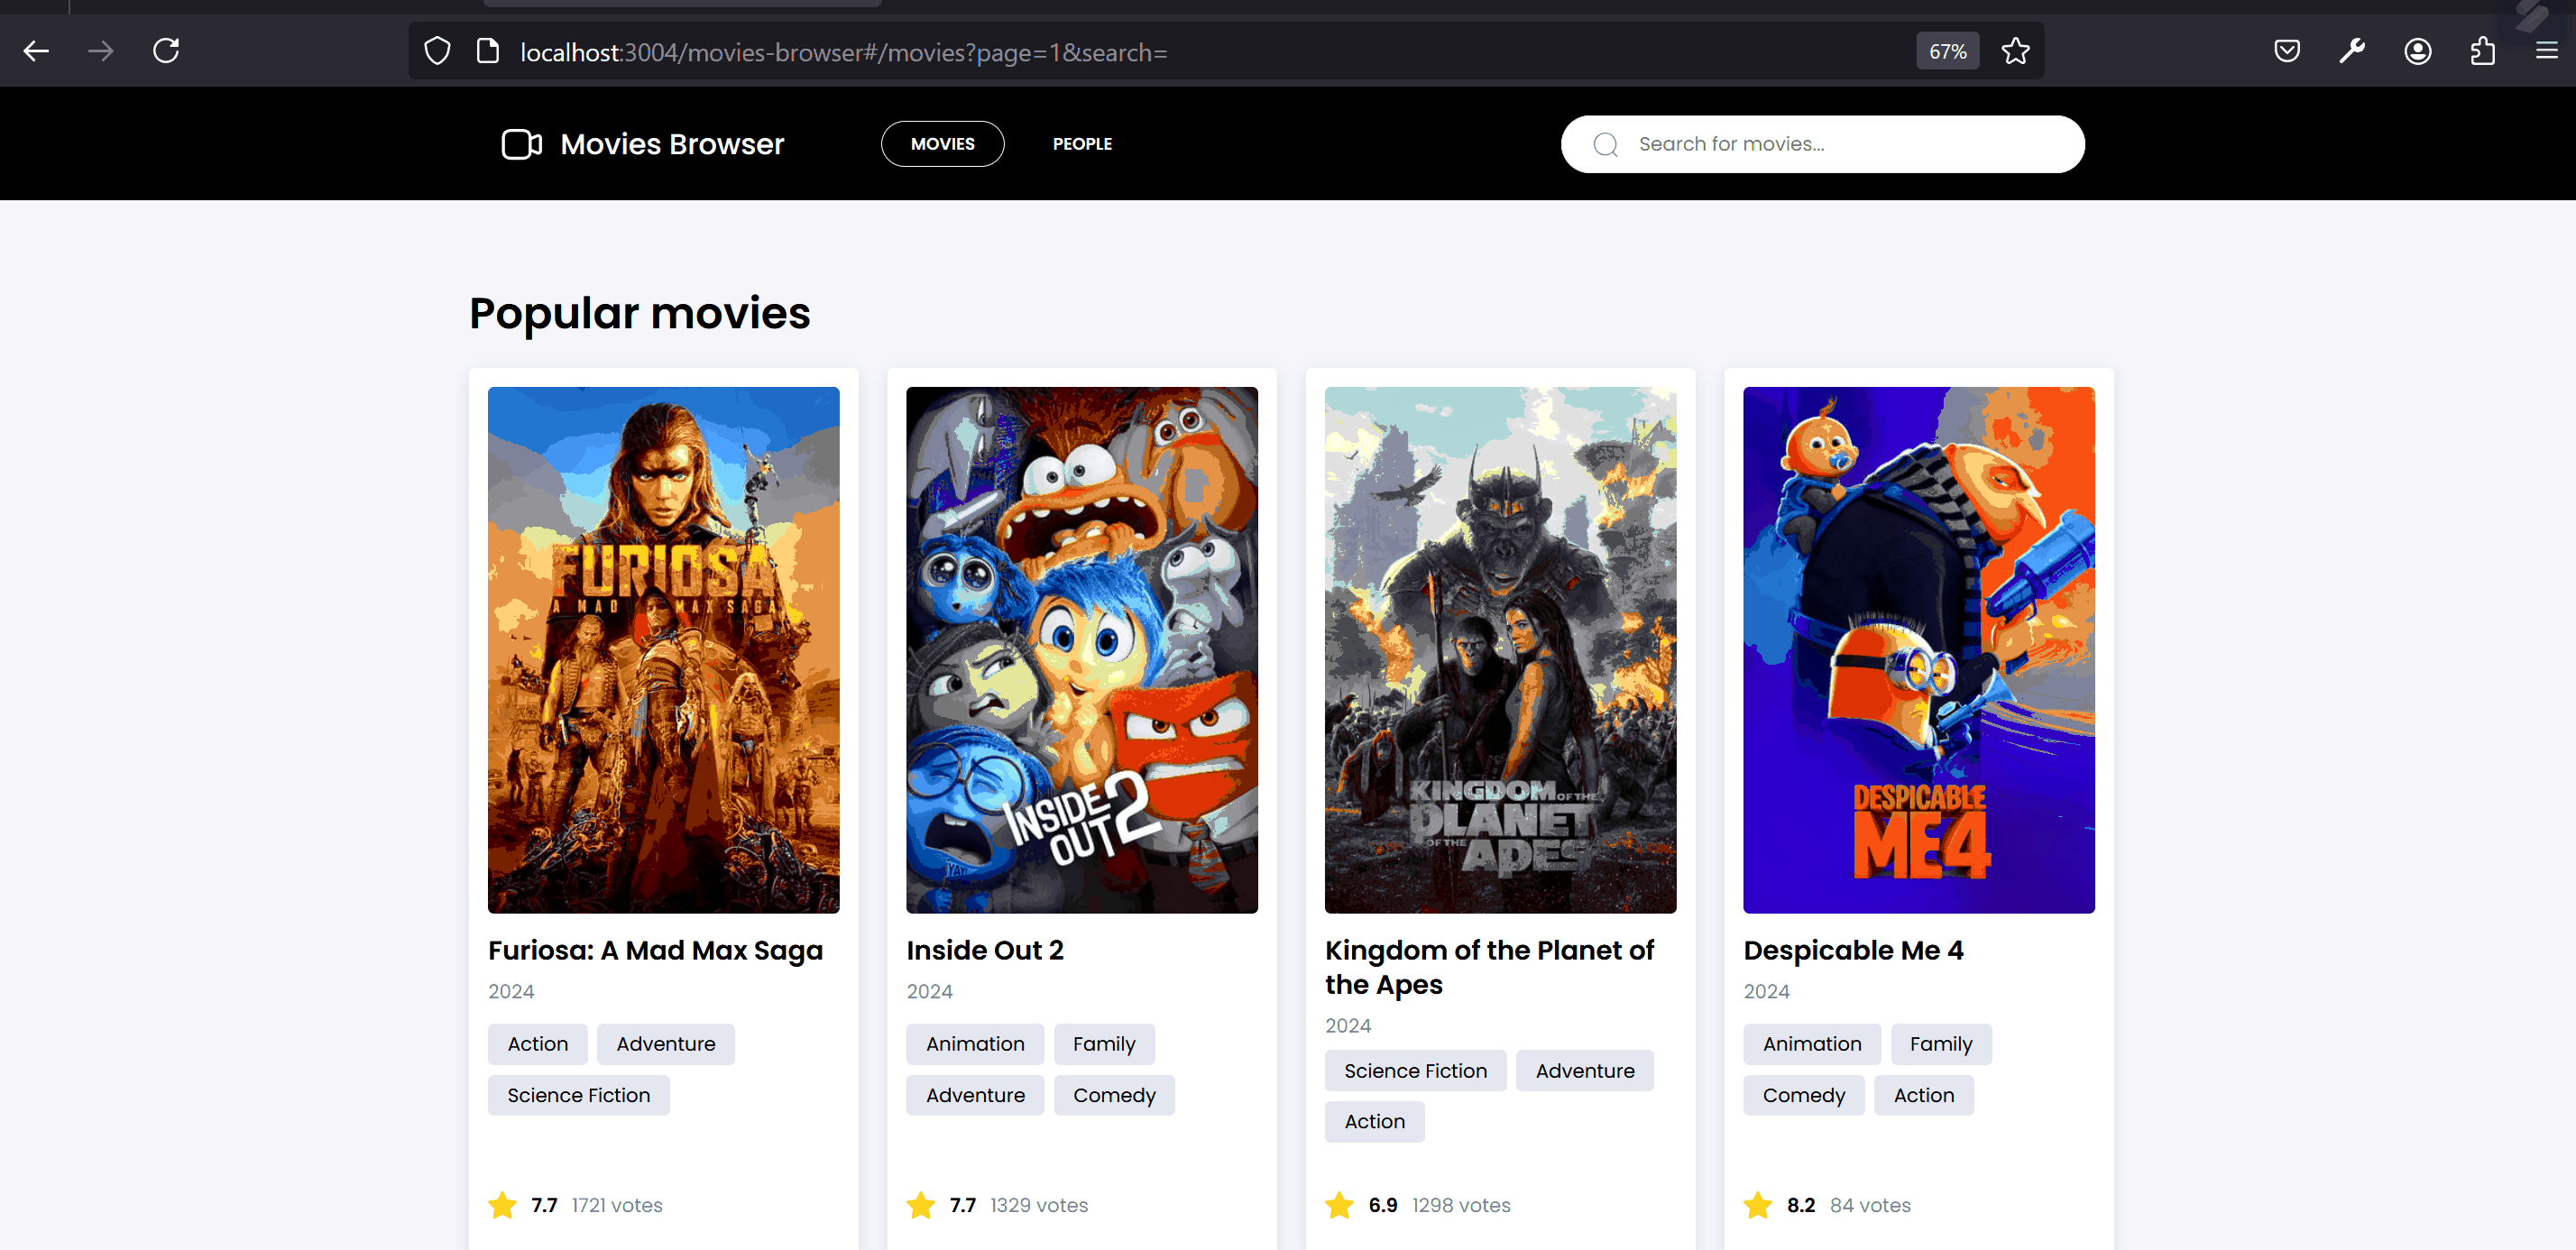 localhost:3004/movies-browser#/movies?page=1&search=
67%
Movies Browser
MOVIES
PEOPLE
Search for movies...
Popular movies
FURIOSA
A MAD MAX SAGA
Furiosa: A Mad Max Saga
2024
Action
Adventure
Science Fiction
7.7 1721 votes
INSIDE
OUT 2
Inside Out 2
2024
Animation
Family
Adventure
Comedy
7.7 1329 votes
KINGDOM OF THE
PLANET
OF THE APES
Kingdom of the Planet of
the Apes
2024
Science Fiction
Adventure
Action
6.9 1298 votes
DESPICABLE
ME 4
Despicable Me 4
2024
Animation
Family
Comedy
Action
8.2 84 votes